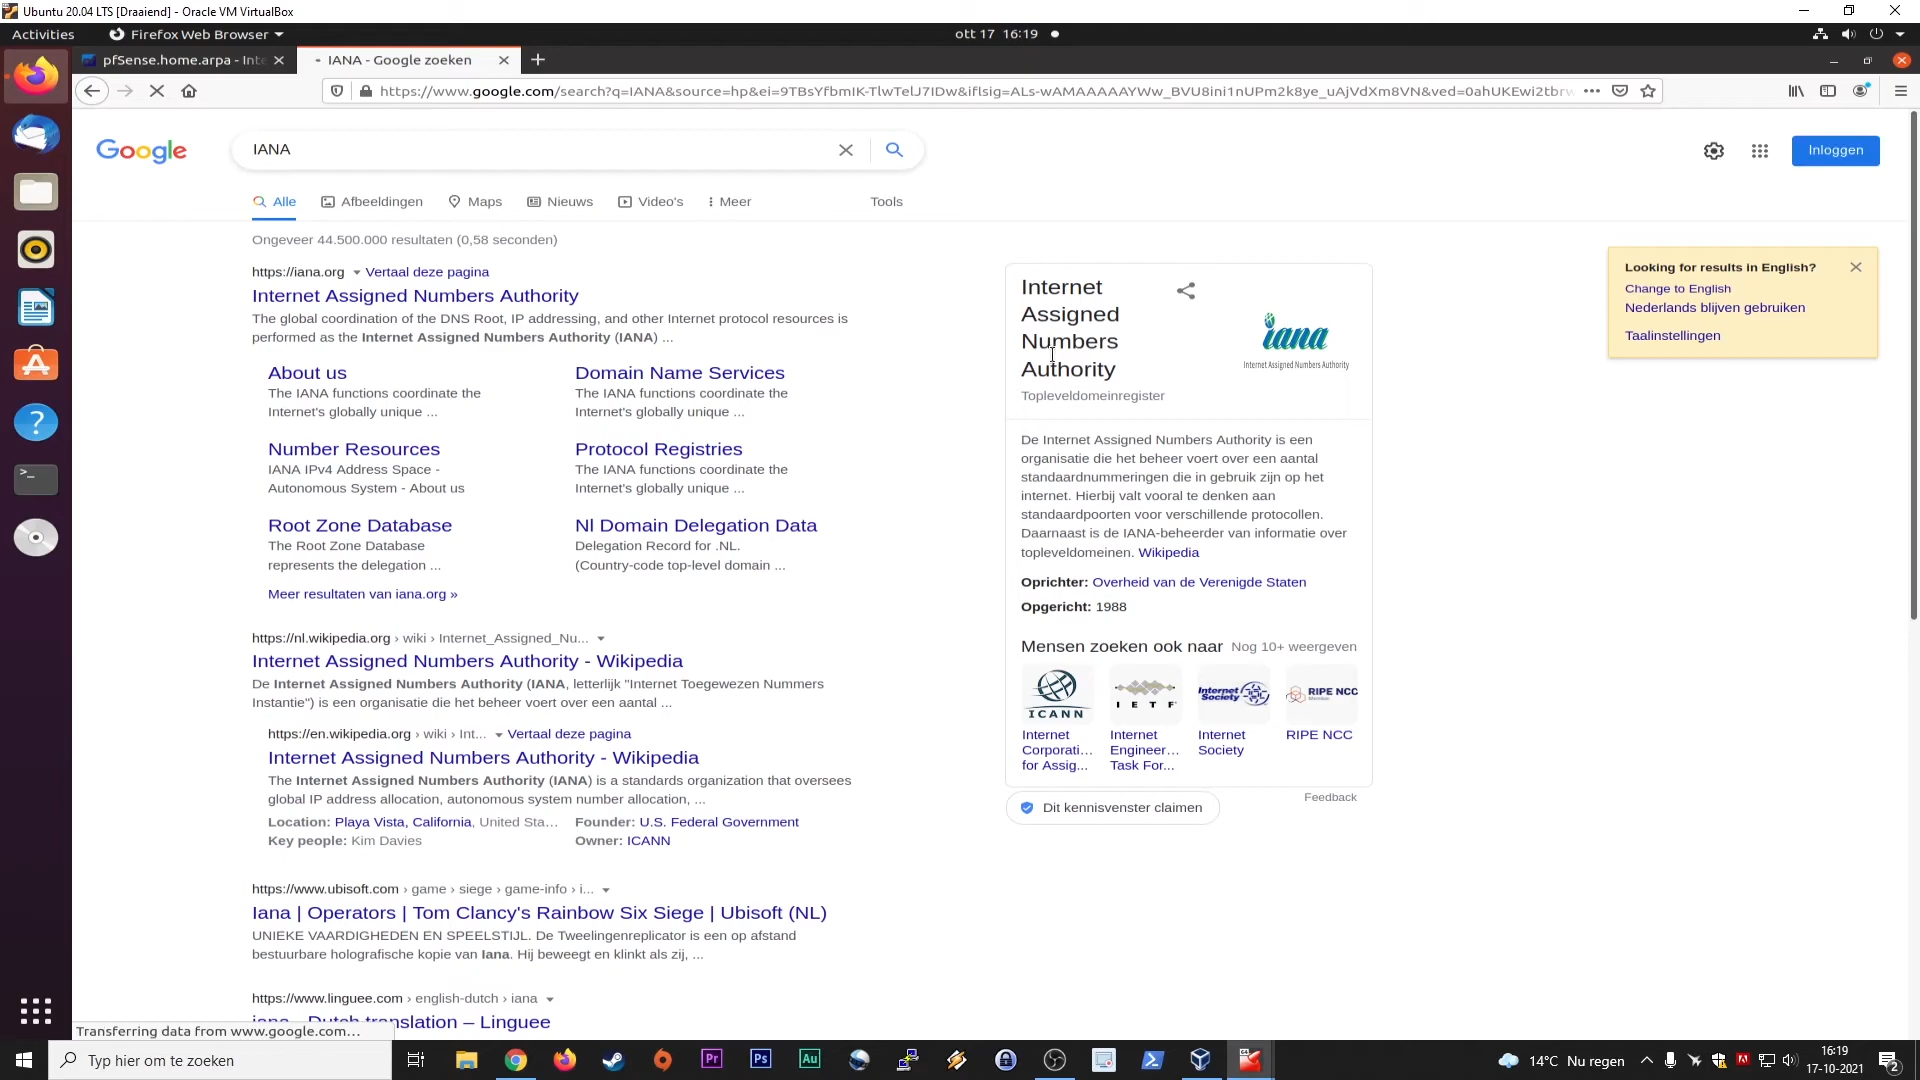 Ubuntu 20.04 LTS [Draaiend] - Oracle VM VirtualBox
Activities
Firefox Web Browser
ott 17 16:19
pfSense.home.arpa - Inte
IANA - Google zoeken
https://www.google.com/search?q=IANA&source=hp&ei=9TBsYfbmIK-TlwTelJ7IDw&iflsig=ALs-wAMAAAAAYWw_BVU8ini1nUPm2k8ye_uAjVdXm8VN&ved=0ahUKEwi2tbrw
Google
IANA
Inloggen
Alle
Afbeeldingen
Maps
Nieuws
Video's
Meer
Tools
Ongeveer 44.500.000 resultaten (0,58 seconden)
https://iana.org Vertaal deze pagina
Internet Assigned Numbers Authority
The global coordination of the DNS Root, IP addressing, and other Internet protocol resources is
performed as the Internet Assigned Numbers Authority (IANA) ...
About us
The IANA functions coordinate the
Internet's globally unique ...
Domain Name Services
The IANA functions coordinate the
Internet's globally unique ...
Number Resources
IANA IPv4 Address Space -
Autonomous System - About us
Protocol Registries
The IANA functions coordinate the
Internet's globally unique ...
Root Zone Database
The Root Zone Database
represents the delegation ...
Nl Domain Delegation Data
Delegation Record for .NL.
(Country-code top-level domain ...
Meer resultaten van iana.org »
https://nl.wikipedia.org › wiki › Internet_Assigned_Nu...
Internet Assigned Numbers Authority - Wikipedia
De Internet Assigned Numbers Authority (IANA, letterlijk "Internet Toegewezen Nummers
Instantie") is een organisatie die het beheer voert over een aantal ...
https://en.wikipedia.org › wiki › Int... Vertaal deze pagina
Internet Assigned Numbers Authority - Wikipedia
The Internet Assigned Numbers Authority (IANA) is a standards organization that oversees
global IP address allocation, autonomous system number allocation, ...
Location: Playa Vista, California, United Sta...
Founder: U.S. Federal Government
Key people: Kim Davies
Owner: ICANN
https://www.ubisoft.com › game › siege › game-info › i...
Iana | Operators | Tom Clancy's Rainbow Six Siege | Ubisoft (NL)
UNIEKE VAARDIGHEDEN EN SPEELSTIJL. De Tweelingenreplicator is een op afstand
bestuurbare holografische kopie van Iana. Hij beweegt en klinkt als zij, ...
https://www.linguee.com › english-dutch › iana
iana - Dutch translation – Linguee
Internet
Assigned
Numbers
Authority
Topleveldomeinregister
iana
Internet Assigned Numbers Authority
De Internet Assigned Numbers Authority is een
organisatie die het beheer voert over een aantal
standaardnummeringen die in gebruik zijn op het
internet. Hierbij valt vooral te denken aan
standaardpoorten voor verschillende protocollen.
Daarnaast is de IANA-beheerder van informatie over
topleveldomeinen. Wikipedia
Oprichter: Overheid van de Verenigde Staten
Opgericht: 1988
Mensen zoeken ook naar
Nog 10+ weergeven
ICANN
IETF
Internet
Society
RIPE NCC
Internet
Corporati...
for Assig...
Internet
Engineer...
Task For...
Internet
Society
RIPE NCC
Feedback
Dit kennisvenster claimen
Looking for results in English?
Change to English
Nederlands blijven gebruiken
Taalinstellingen
Transferring data from www.google.com...
Typ hier om te zoeken
Pr
Ps
Au
14°C Nu regen
16:19
17-10-2021
2